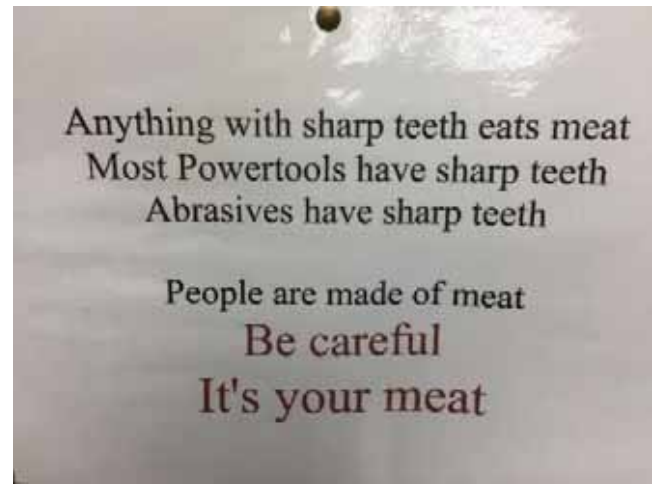 Anything with sharp teeth eats meat
Most Powertools have sharp teeth
Abrasives have sharp teeth
People are made of meat
Be careful
It's your meat